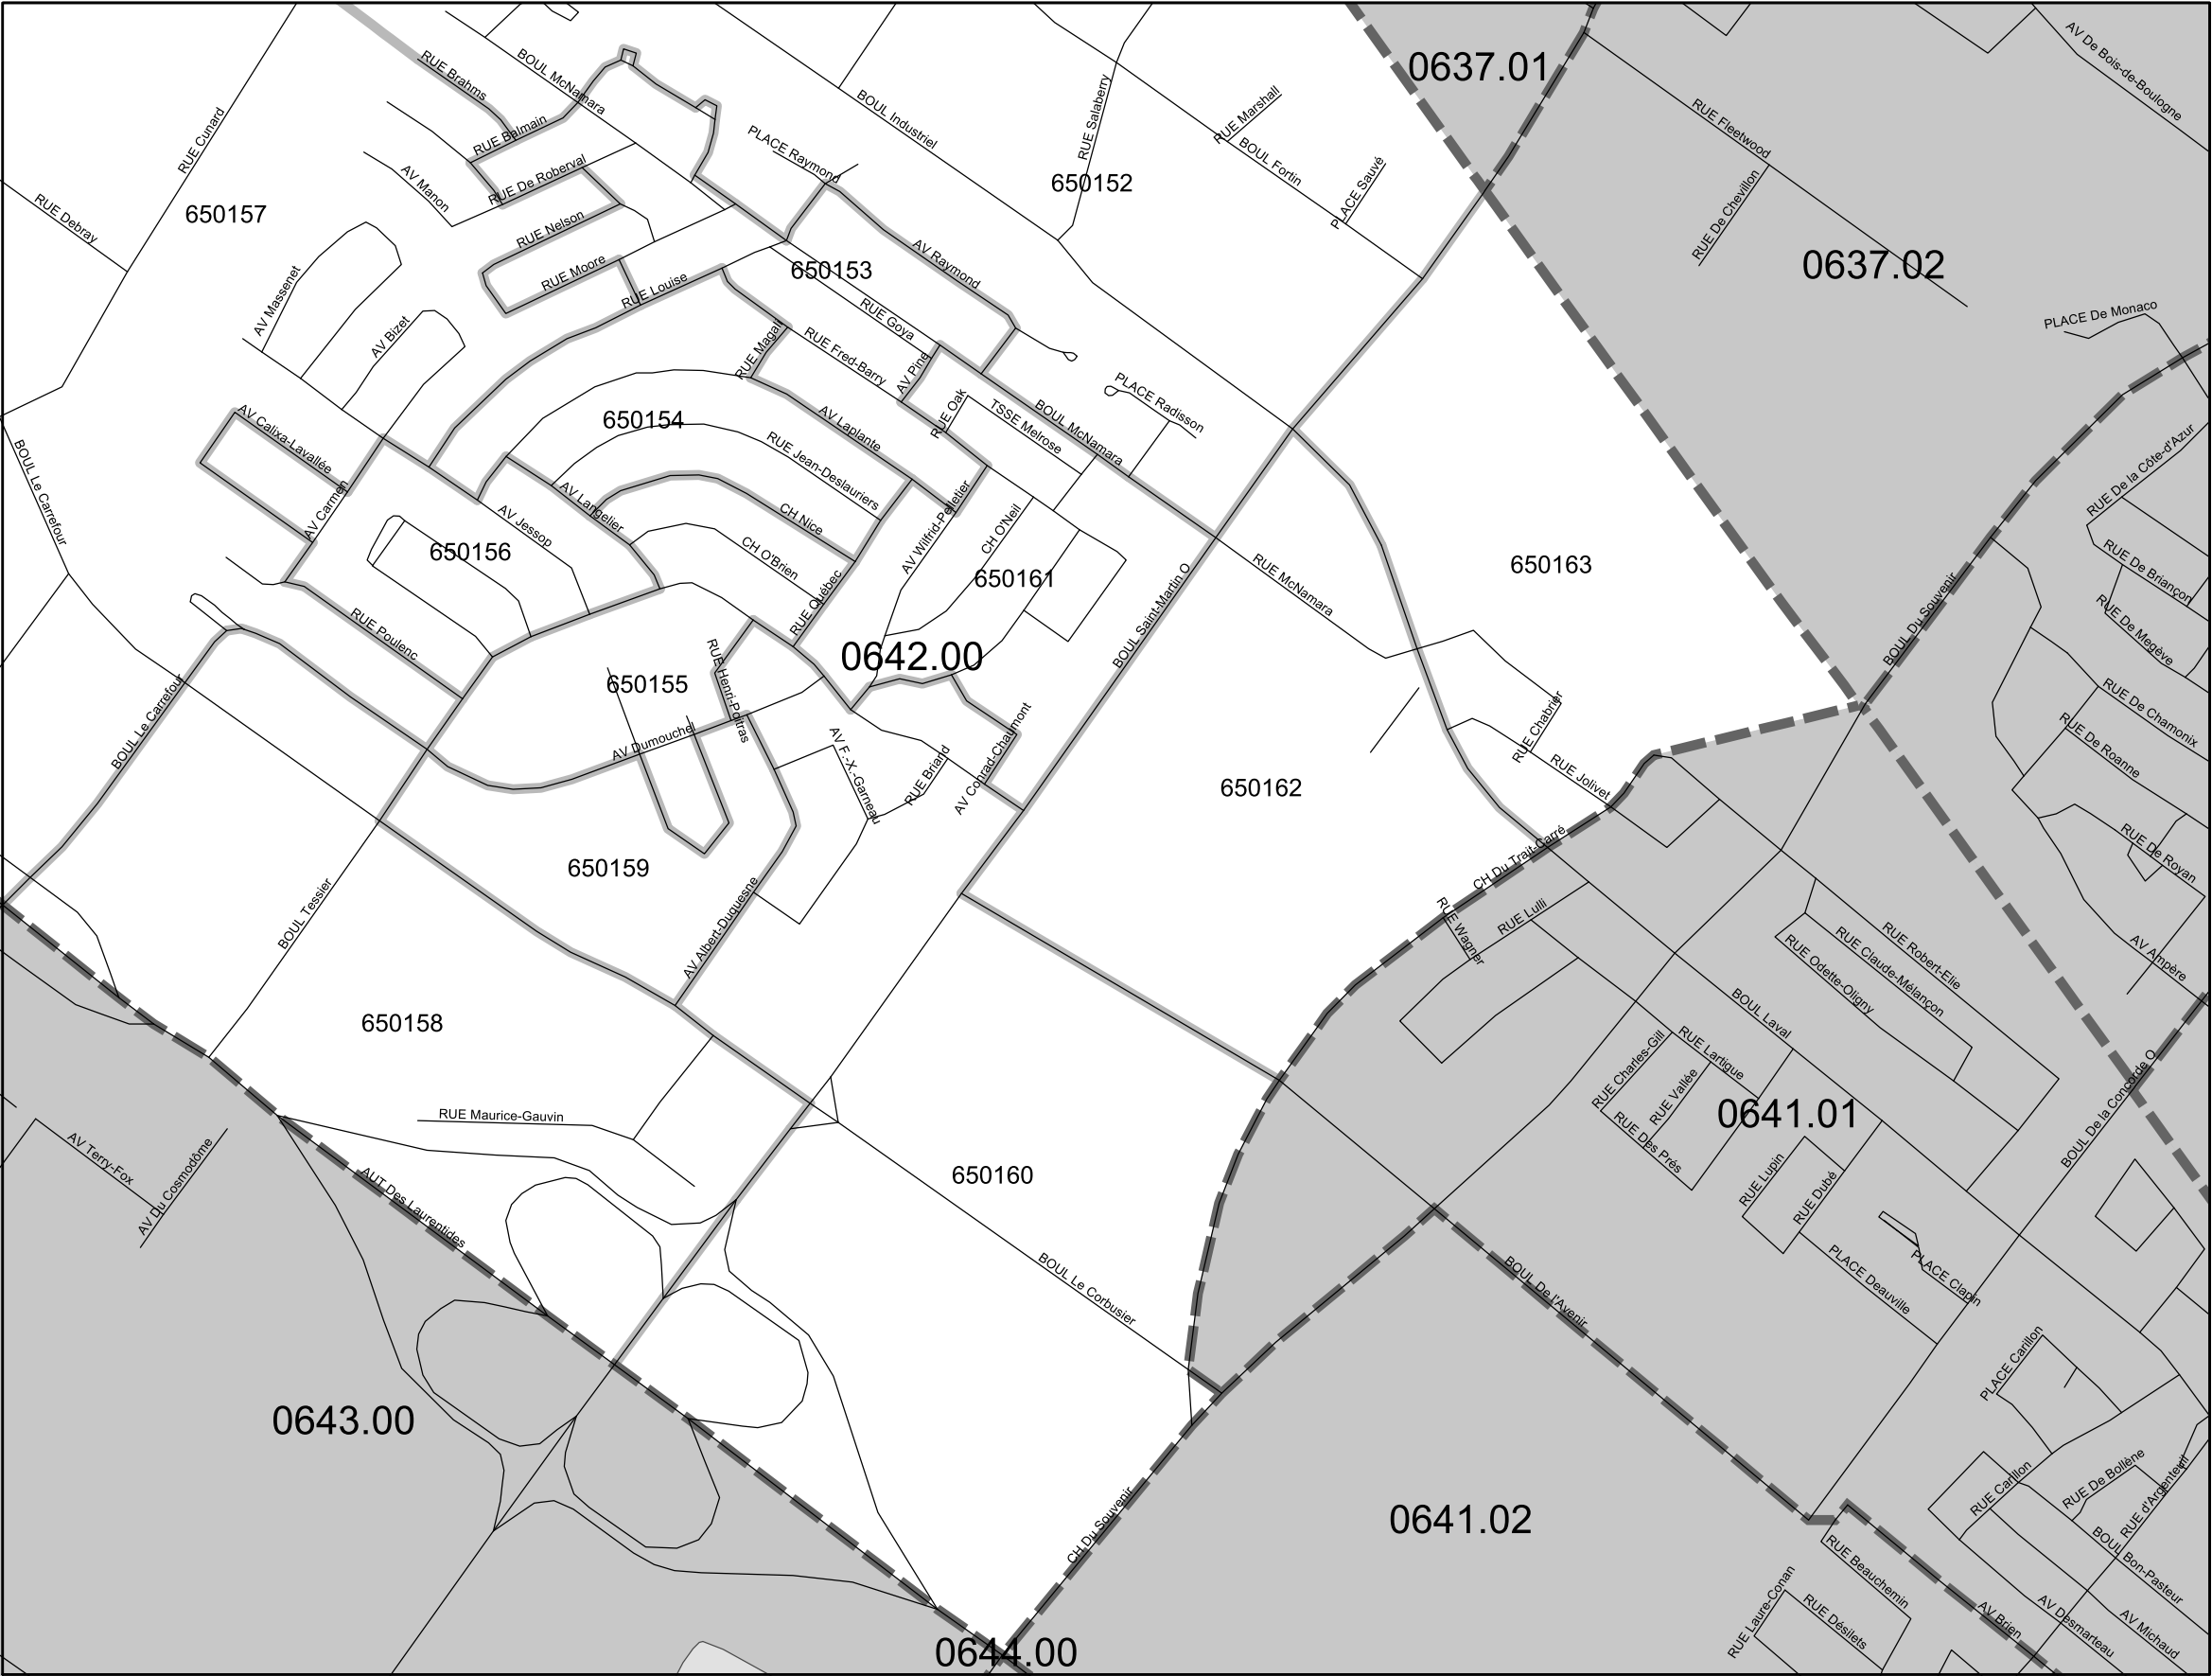 0637.01
AV De Bois-de-Boulogne
RUE Brahms
BOUL McNamara
BOUL Industriel
RUE Salaberry
RUE Marshall
BOUL Fortin
PLACE Sauvé
RUE Fleetwood
RUE De Chevillon
0637.02
RUE Cunard
RUE Debray
650157
RUE Balmain
RUE De Roberval
AV Manon
PLACE Raymond
650152
RUE Nelson
RUE Moore
RUE Louise
650153
AV Raymond
RUE Goya
PLACE De Monaco
AV Massenet
AV Bizet
RUE Magali
RUE Fred-Barry
AV Pine
RUE Oak
TSSE Melrose
BOUL McNamara
PLACE Radisson
AV Calixa-Lavallée
650154
AV Laplante
RUE Jean-Deslauriers
RUE De la Côte-d'Azur
BOUL Le Carrefour
AV Carmen
AV Jessop
AV Langelier
CH Nice
AV Wilfrid-Pelletier
CH O'Neil
650156
CH O'Brien
650161
RUE McNamara
650163
RUE De Briançon
RUE De Megève
RUE Poulenc
RUE Québec
BOUL Saint-Martin O
BOUL Du Souvenir
0642.00
RUE Henri-Poitras
650155
BOUL Le Carrefour
AV Dumouchel
AV F.-X.-Garneau
RUE Briand
AV Conrad-Chaumont
RUE Chabrier
RUE Jolivet
RUE De Chamonix
RUE De Roanne
650162
RUE De Royan
650159
CH Du Trait-Carré
RUE Wagner
RUE Lulli
BOUL Tessier
AV Albert-Duquesne
RUE Robert-Elie
RUE Claude-Mélançon
RUE Odette-Oligny
AV Ampère
BOUL Laval
650158
RUE Lartigue
RUE Charles-Gill
RUE Vallée
RUE Des Prés
0641.01
BOUL De la Concorde O
RUE Maurice-Gauvin
AV Terry-Fox
AV Du Cosmodôme
AUT Des Laurentides
650160
RUE Lupin
RUE Dubé
PLACE Deauville
PLACE Clapin
BOUL Le Corbusier
BOUL De l'Avenir
PLACE Carillon
0643.00
RUE Carillon
RUE De Bollène
RUE d'Argenteuil
0641.02
CH Du Souvenir
BOUL Bon-Pasteur
RUE Beauchemin
RUE Laure-Conan
RUE Désilets
AV Brien
AV Desmarteau
AV Michaud
0644.00